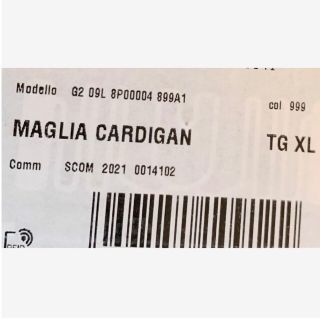 Modello G2 09L 8P00004 899A1
col 999
MAGLIA CARDIGAN
TG XL
Comm SCOM 2021 0014102